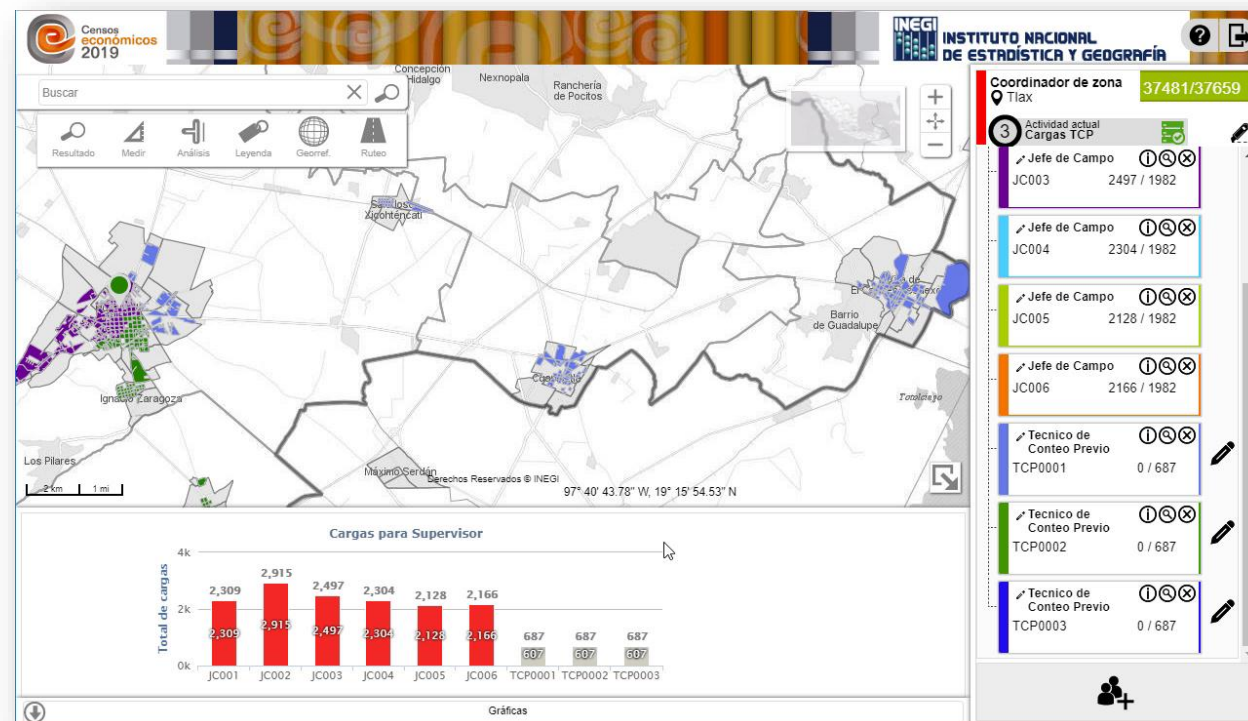 Censos
económicos
2019
INEGI
INSTITUTO NACIONAL
DE ESTADÍSTICA Y GEOGRAFÍA
?
Buscar
Resultado
Medir
Análisis
Leyenda
Georref.
Ruteo
Concepción
Hidalgo
Nexnopala
Ranchería
de Pocitos
Xicohténcatl
Barrio
de Guadalupe
Ignacio Zaragoza
Totolcingo
Los Pilares
Máximo Serdán
2 km
1 mi
Derechos Reservados © INEGI
97° 40' 43.78" W, 19° 15' 54.53" N
Coordinador de zona
Tlax
37481/37659
3
Actividad actual
Cargas TCP
Jefe de Campo
JC003 2497 / 1982
Jefe de Campo
JC004 2304 / 1982
Jefe de Campo
JC005 2128 / 1982
Jefe de Campo
JC006 2166 / 1982
Tecnico de
Conteo Previo
TCP0001 0 / 687
Tecnico de
Conteo Previo
TCP0002 0 / 687
Tecnico de
Conteo Previo
TCP0003 0 / 687
Cargas para Supervisor
Total de cargas
4k
2k
0k
2,309 2,915 2,497 2,304 2,128 2,166 687 687 687
2,309 2,915 2,497 2,304 2,128 2,166 607 607 607
JC001 JC002 JC003 JC004 JC005 JC006 TCP0001 TCP0002 TCP0003
Gráficas